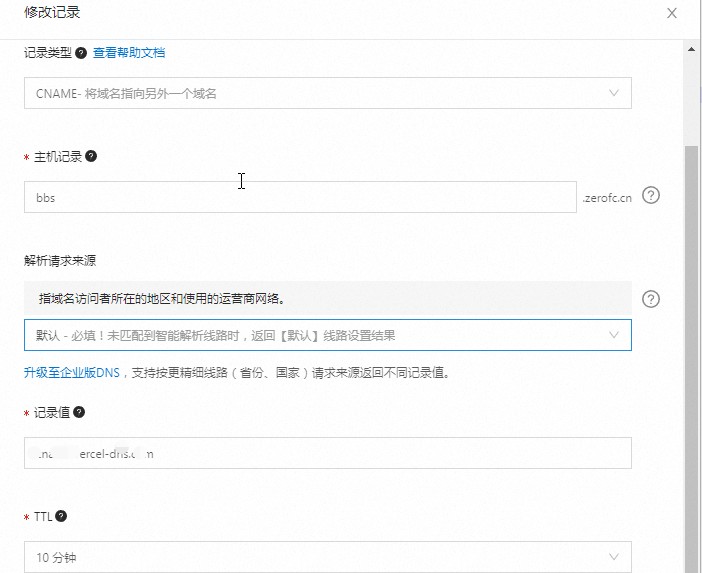 修改记录
记录类型 查看帮助文档
CNAME- 将域名指向另外一个域名
* 主机记录
bbs .zerofc.cn
解析请求来源
指域名访问者所在的地区和使用的运营商网络。
默认 - 必填！未匹配到智能解析线路时，返回【默认】线路设置结果
升级至企业版DNS，支持按更精细线路（省份、国家）请求来源返回不同记录值。
* 记录值
ercel-dns.
* TTL
10 分钟